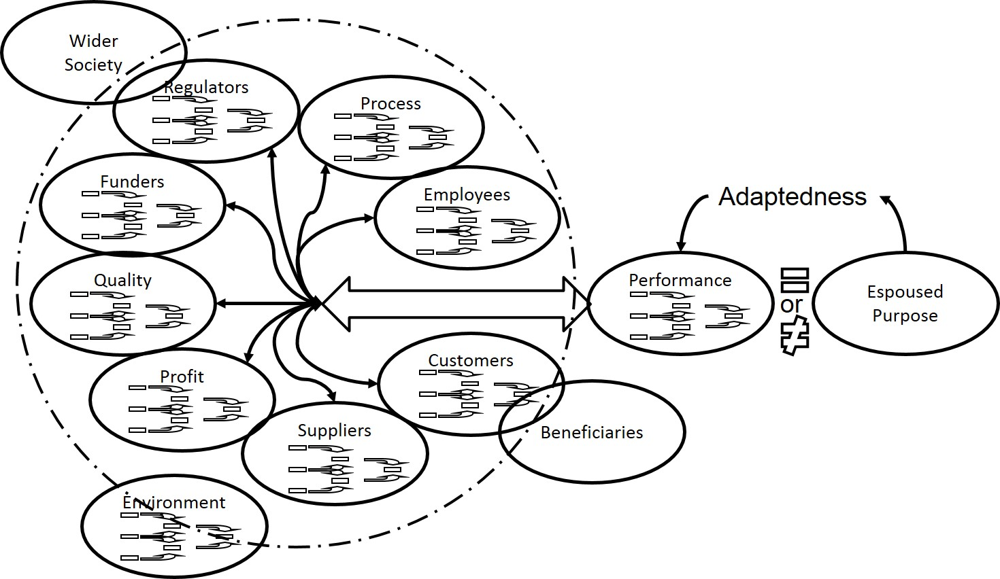 Wider
Society
Regulators
Process
Funders
Employees
Adaptedness
Quality
Performance
=
or
≠
Espoused
Purpose
Customers
Profit
Suppliers
Beneficiaries
Environment